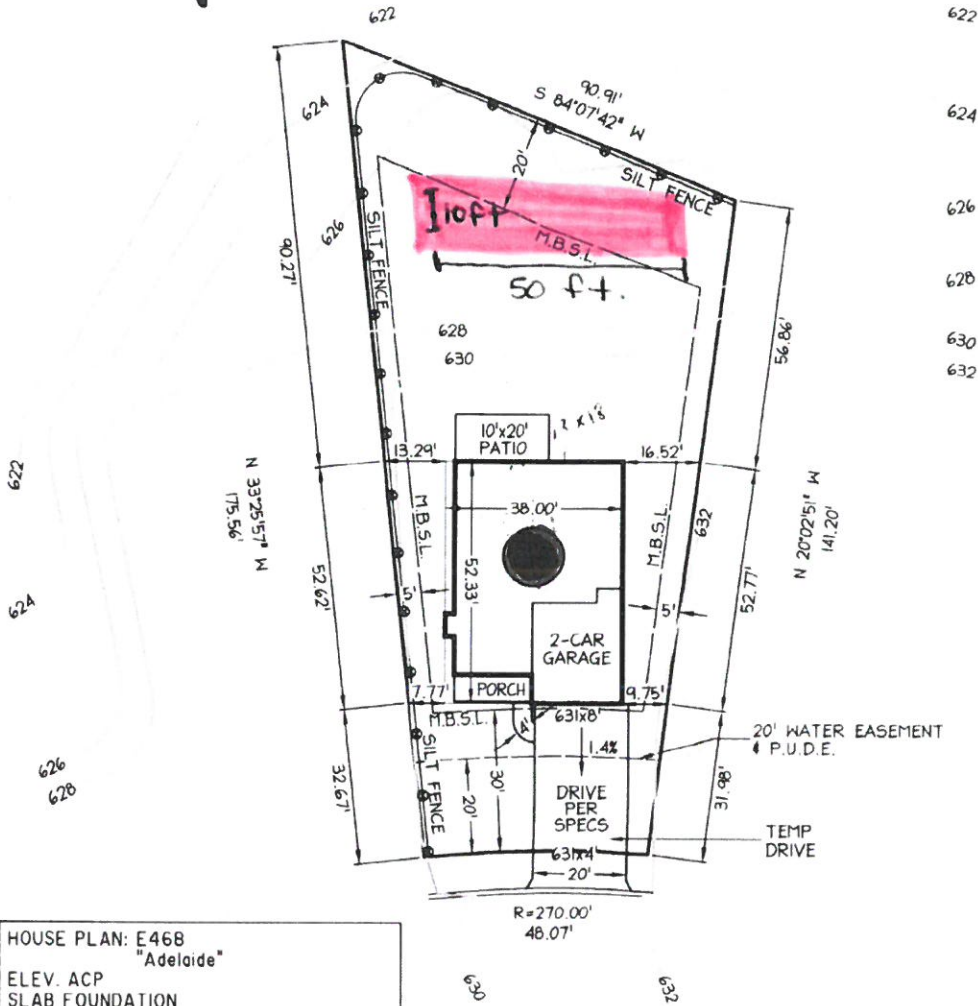 622
622
90.91'
S 84°07'42" W
624
624
20'
SILT FENCE
10ft
626
626
SILT FENCE
M.B.S.L.
90.27'
50 ft.
628
628
630
630
632
56.86'
10'x20'
PATIO
12 x 18
13.29'
16.52'
622
N 33°25'57" W
175.56'
M.B.S.L.
38.00'
M.B.S.L.
632
N 20°02'51" W
141.20'
52.62'
52.33'
52.77'
624
5'
5'
2-CAR
GARAGE
7.77'
PORCH
9.75'
M.B.S.L.
631x8'
4'
20' WATER EASEMENT
& P.U.D.E.
1.4%
626
628
SILT FENCE
32.67'
20'
30'
DRIVE
PER
SPECS
31.98'
TEMP
DRIVE
631x4
20'
R=270.00'
48.07'
HOUSE PLAN: E468
"Adelaide"
ELEV. ACP
SLAB FOUNDATION
630
632